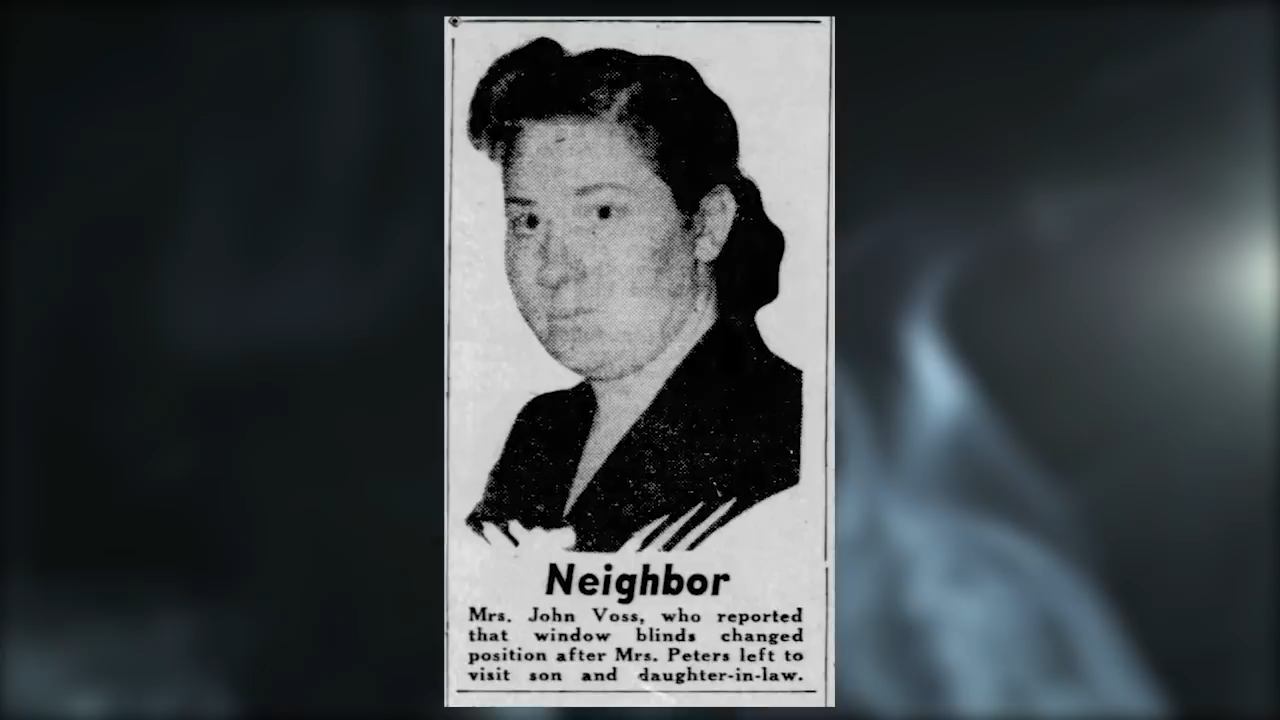 Neighbor
Mrs. John Voss, who reported
that window blinds changed
position after Mrs. Peters left to
visit son and daughter-in-law.